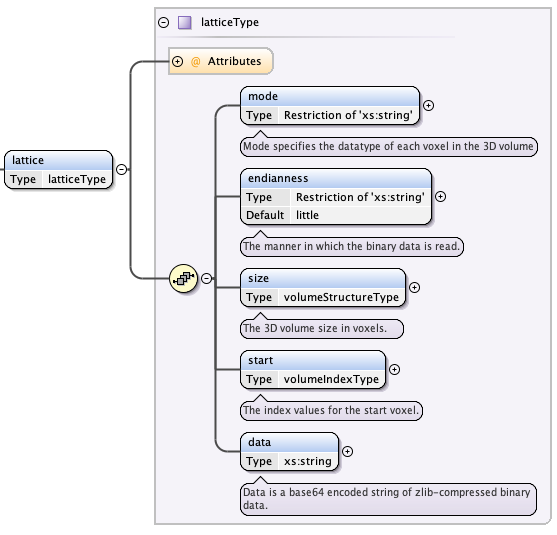 latticeType
@ Attributes
mode
Type Restriction of 'xs:string'
Mode specifies the datatype of each voxel in the 3D volume
lattice
Type latticeType
endianness
Type Restriction of 'xs:string'
Default little
The manner in which the binary data is read.
size
Type volumeStructureType
The 3D volume size in voxels.
start
Type volumeIndexType
The index values for the start voxel.
data
Type xs:string
Data is a base64 encoded string of zlib-compressed binary
data.